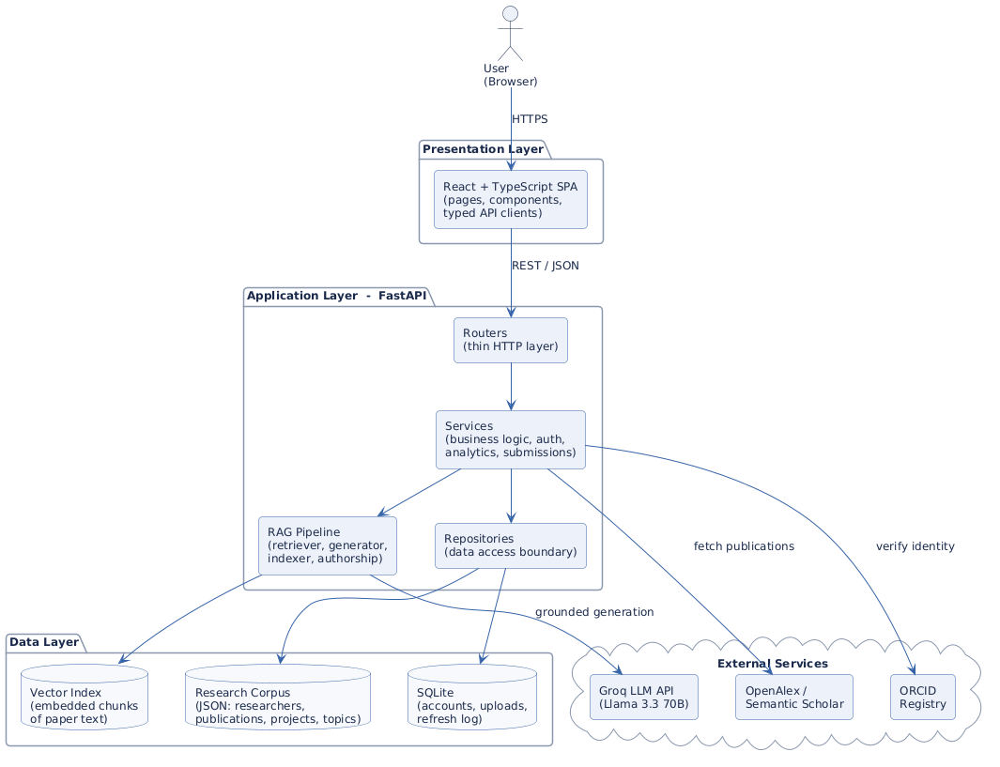 User
(Browser)
HTTPS
Presentation Layer
React + TypeScript SPA
(pages, components,
typed API clients)
REST / JSON
Application Layer - FastAPI
Routers
(thin HTTP layer)
Services
(business logic, auth,
analytics, submissions)
RAG Pipeline
(retriever, generator,
indexer, authorship)
Repositories
(data access boundary)
fetch publications
verify identity
grounded generation
Data Layer
Vector Index
(embedded chunks
of paper text)
Research Corpus
(JSON: researchers,
publications, projects, topics)
SQLite
(accounts, uploads,
refresh log)
External Services
Groq LLM API
(Llama 3.3 70B)
OpenAlex /
Semantic Scholar
ORCID
Registry